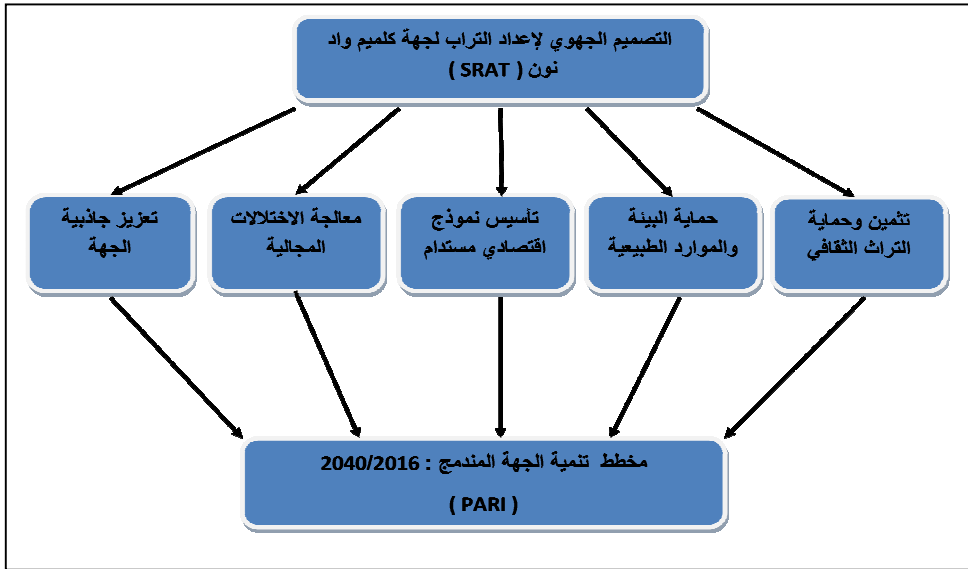 التصميم الجهوي لإعداد التراب لجهة كلميم واد
نون ( SRAT )
تثمين وحماية
التراث الثقافي
حماية البيئة
والموارد الطبيعية
تأسيس نموذج
اقتصادي مستدام
معالجة الاختلالات
المجالية
تعزيز جاذبية
الجهة
مخطط تنمية الجهة المندمج : 2040/2016
( PARI )